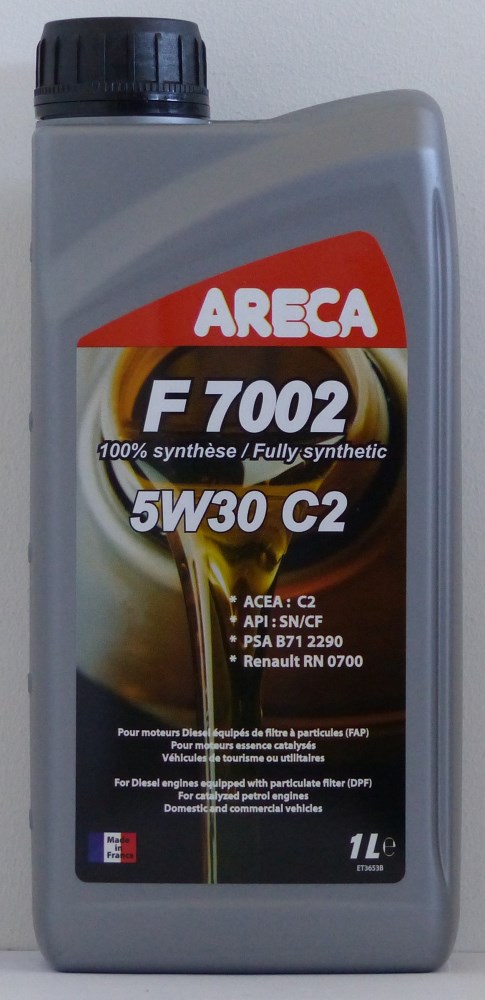 ARECA
F 7002
100% synthèse / Fully synthetic
5W30 C2
* ACEA : C2
* API : SN/CF
* PSA B71 2290
* Renault RN 0700
Pour moteurs Diesel équipés de filtre à particules (FAP)
Pour moteurs essence catalysés
Véhicules de tourisme ou utilitaires
For Diesel engines equipped with particulate filter (DPF)
For catalyzed petrol engines
Domestic and commercial vehicles
Made
in
France
1L e
ET3653B